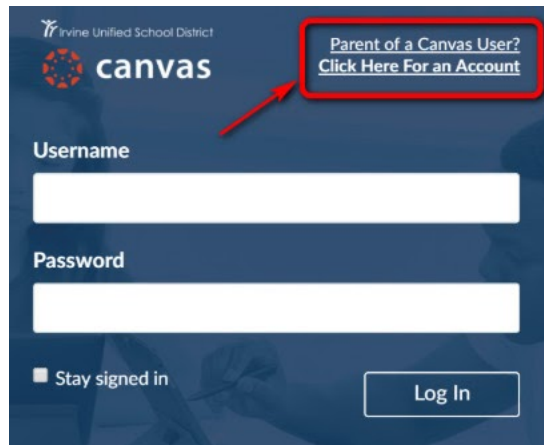 Irvine Unified School District
canvas
Parent of a Canvas User?
Click Here For an Account
Username
Password
Stay signed in
Log In